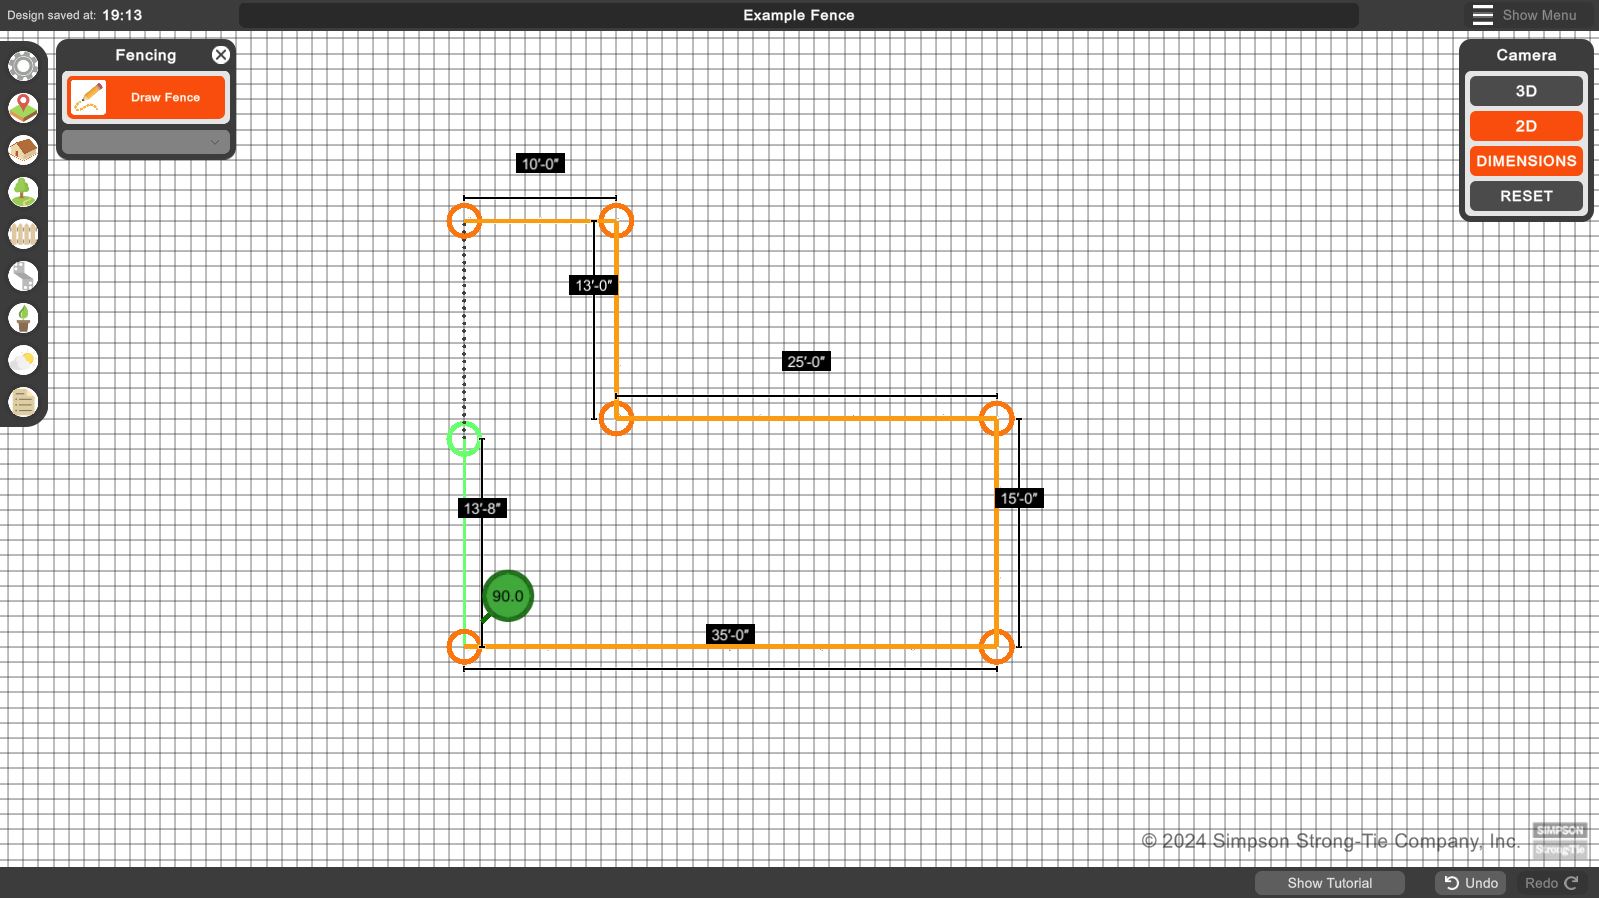 Design saved at: 19:13
Example Fence
Show Menu
Fencing
Draw Fence
Camera
3D
2D
DIMENSIONS
RESET
10'-0"
13'-0"
25'-0"
13'-8"
15'-0"
90.0
35'-0"
© 2024 Simpson Strong-Tie Company, Inc.
SIMPSON
Strong-Tie
Show Tutorial
Undo
Redo